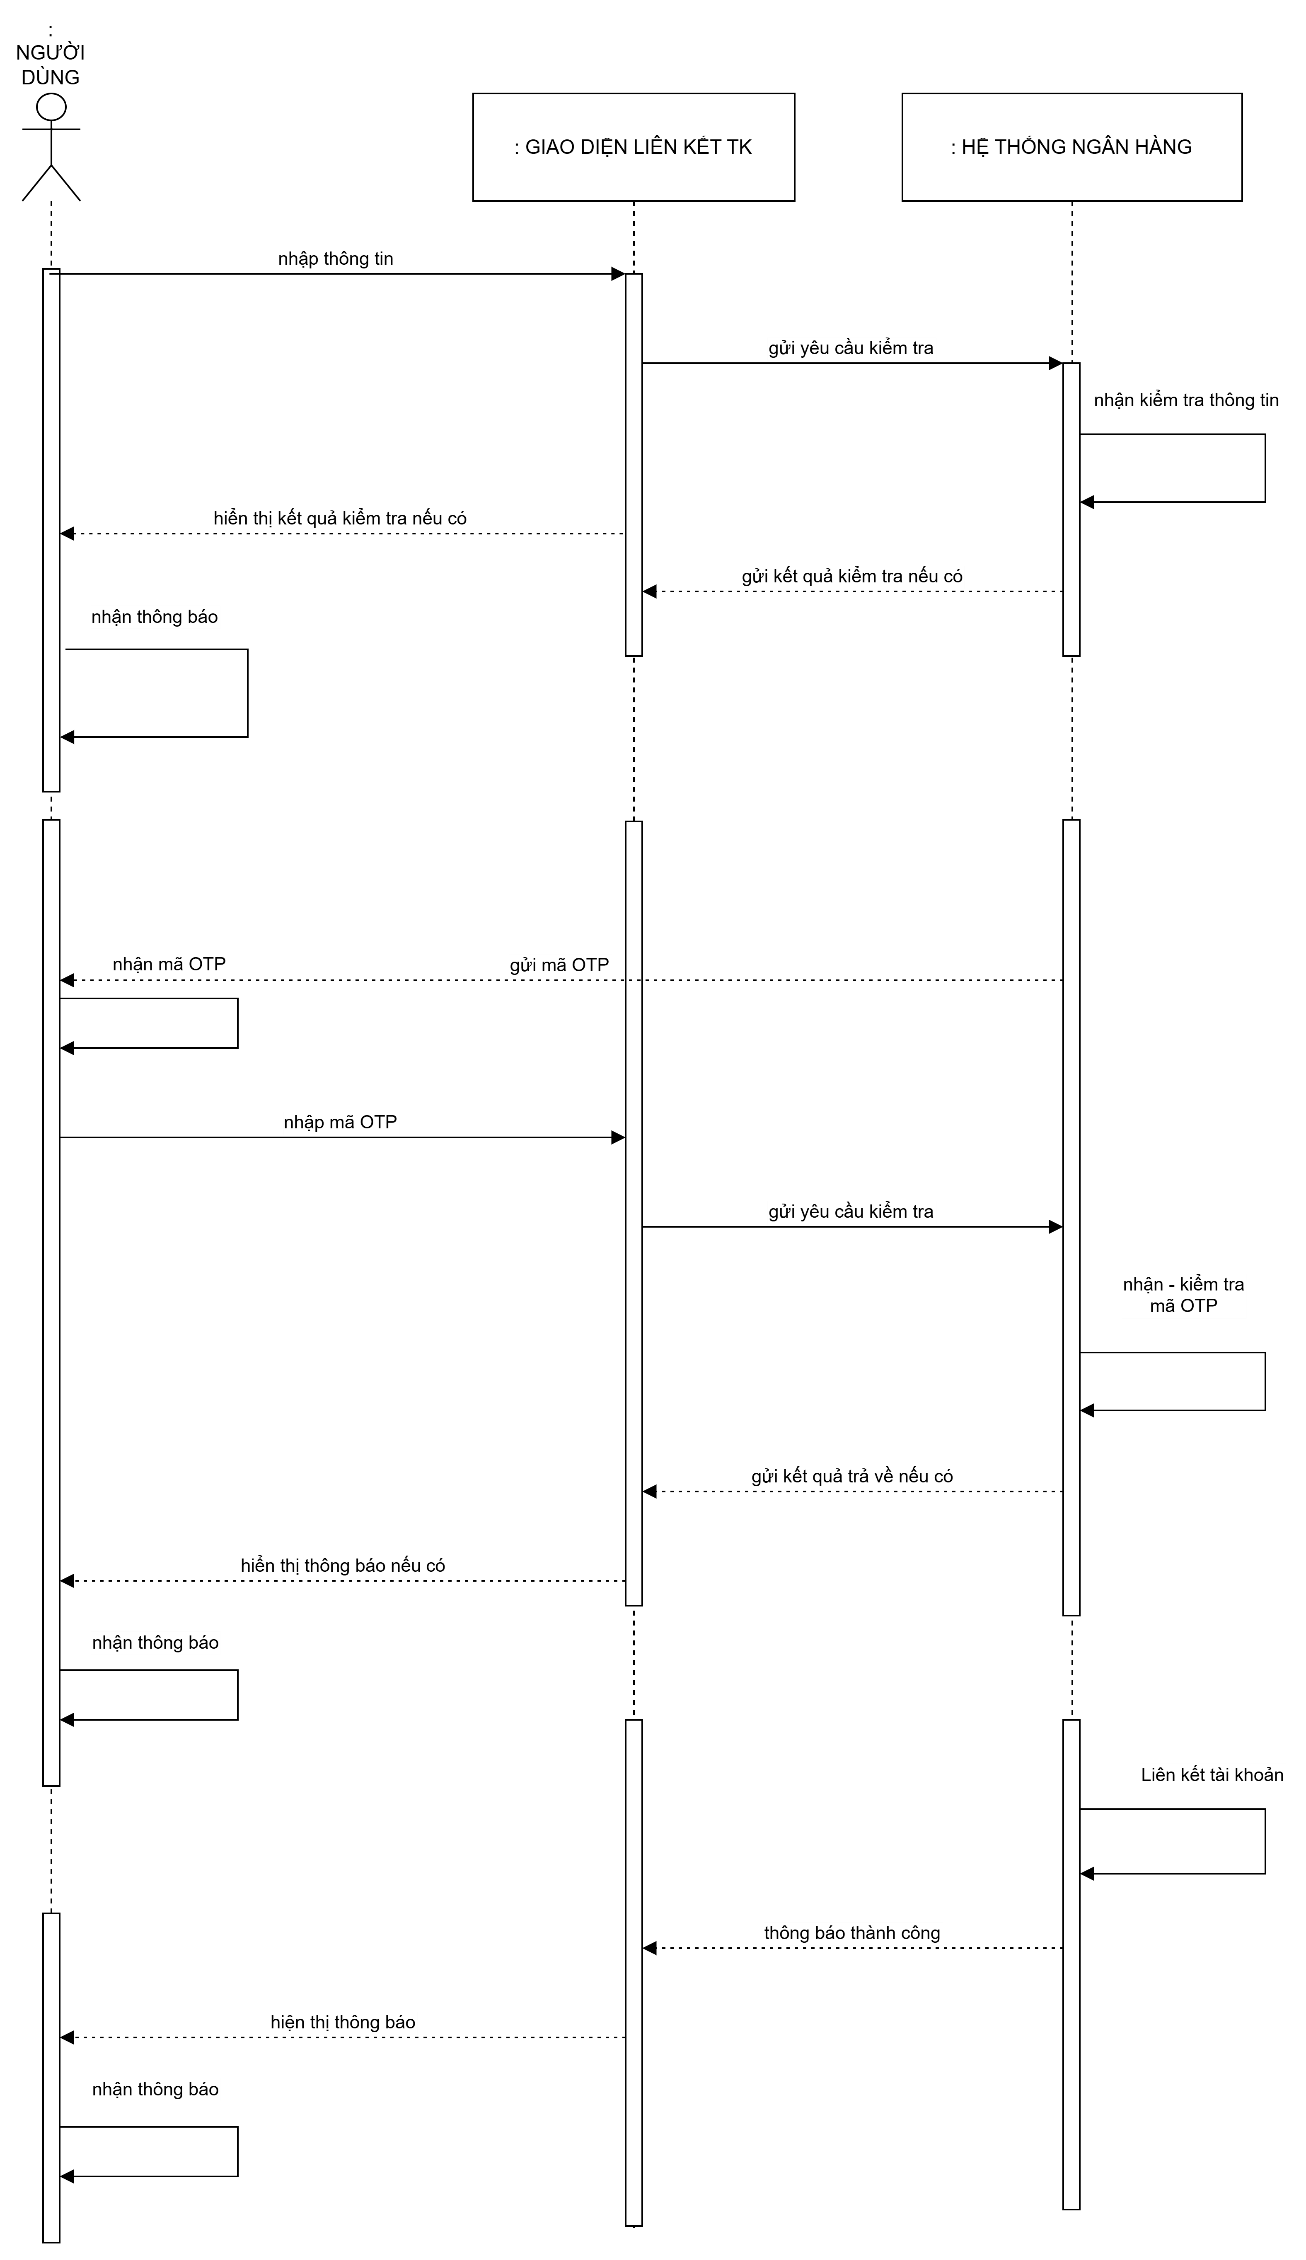 :
NGƯỜI
DÙNG
: GIAO DIỆN LIÊN KẾT TK
: HỆ THỐNG NGÂN HÀNG
nhập thông tin
gửi yêu cầu kiểm tra
nhận kiểm tra thông tin
hiển thị kết quả kiểm tra nếu có
gửi kết quả kiểm tra nếu có
nhận thông báo
nhận mã OTP
gửi mã OTP
nhập mã OTP
gửi yêu cầu kiểm tra
nhận - kiểm tra
mã OTP
gửi kết quả trả về nếu có
hiển thị thông báo nếu có
nhận thông báo
Liên kết tài khoản
thông báo thành công
hiện thị thông báo
nhận thông báo